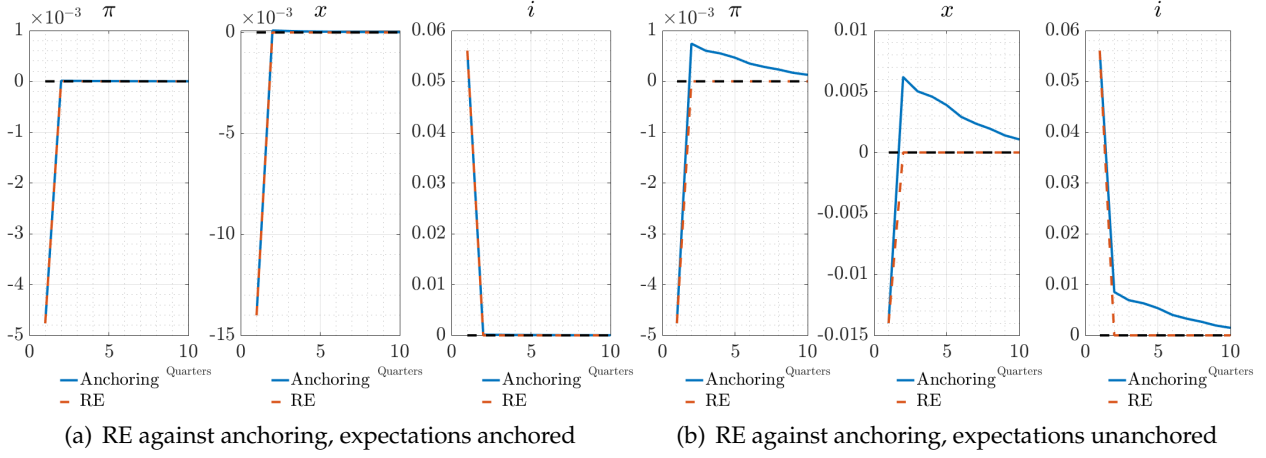 ×10⁻³ π
1
0
-1
-2
-3
-4
-5
0 5 10
Quarters
Anchoring
RE
×10⁻³ x
0
-5
-10
-15
0 5 10
Quarters
Anchoring
RE
i
0.06
0.05
0.04
0.03
0.02
0.01
0
0 5 10
Quarters
Anchoring
RE
(a) RE against anchoring, expectations anchored
×10⁻³ π
1
0
-1
-2
-3
-4
-5
0 5 10
Quarters
Anchoring
RE
x
0.01
0.005
0
-0.005
-0.01
-0.015
0 5 10
Quarters
Anchoring
RE
i
0.06
0.05
0.04
0.03
0.02
0.01
0
0 5 10
Quarters
Anchoring
RE
(b) RE against anchoring, expectations unanchored